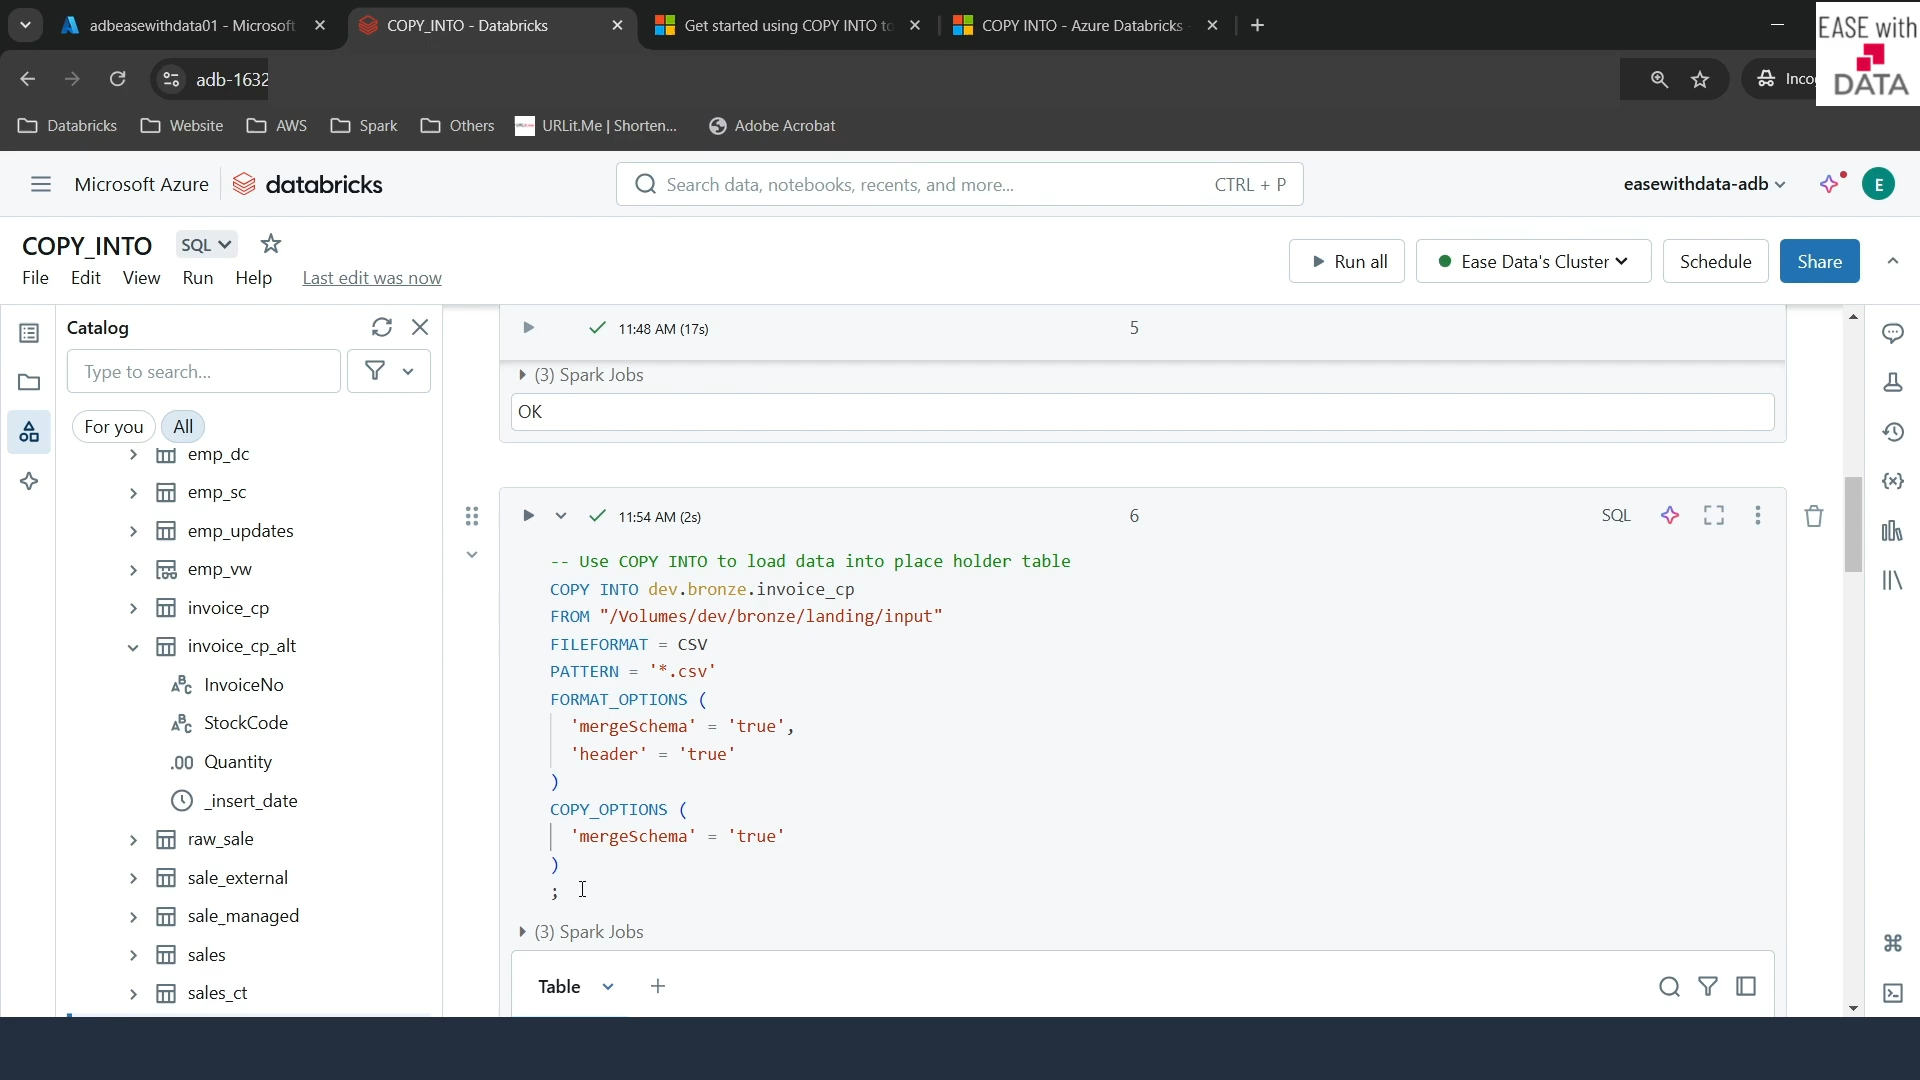 adbeasewithdata01 - Microsoft
COPY_INTO - Databricks
Get started using COPY INTO to
COPY INTO - Azure Databricks
EASE with
DATA
adb-1632
Databricks
Website
AWS
Spark
Others
URLit.Me | Shorten...
Adobe Acrobat
Microsoft Azure
databricks
Search data, notebooks, recents, and more...
CTRL + P
easewithdata-adb
E
COPY_INTO
SQL
File
Edit
View
Run
Help
Last edit was now
Run all
Ease Data's Cluster
Schedule
Share
Catalog
Type to search...
For you
All
emp_dc
emp_sc
emp_updates
emp_vw
invoice_cp
invoice_cp_alt
InvoiceNo
StockCode
.00 Quantity
_insert_date
raw_sale
sale_external
sale_managed
sales
sales_ct
11:48 AM (17s)
5
(3) Spark Jobs
OK
11:54 AM (2s)
6
SQL
-- Use COPY INTO to load data into place holder table
COPY INTO dev.bronze.invoice_cp
FROM "/Volumes/dev/bronze/landing/input"
FILEFORMAT = CSV
PATTERN = '*.csv'
FORMAT_OPTIONS (
'mergeSchema' = 'true',
'header' = 'true'
)
COPY_OPTIONS (
'mergeSchema' = 'true'
)
;
(3) Spark Jobs
Table